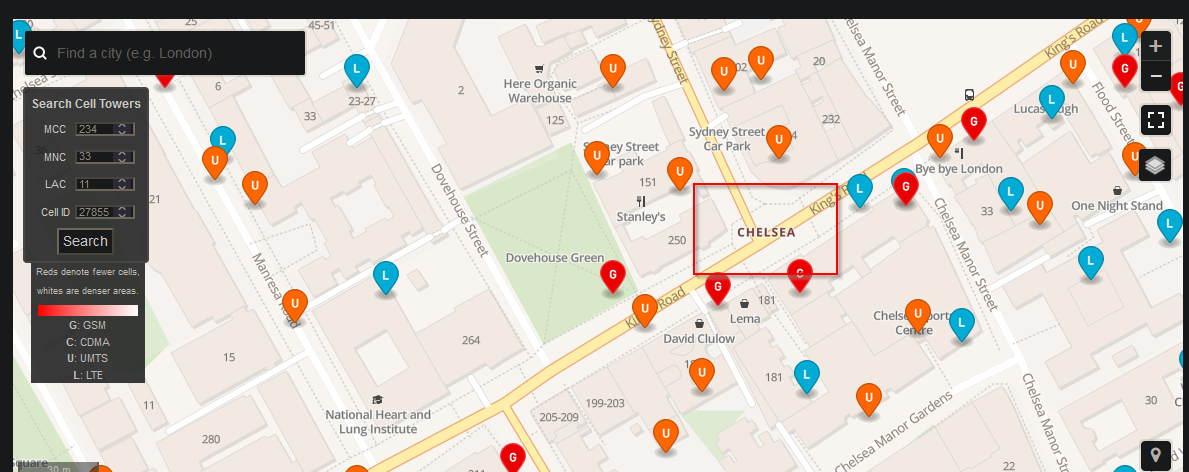 Find a city (e.g. London)
Search Cell Towers
MCC 234
MNC 33
LAC 11
Cell ID 27855
Search
Reds denote fewer cells,
whites are denser areas.
G: GSM
C: CDMA
U: UMTS
L: LTE
25
45-51
6
33
23-27
2
Here Organic
Warehouse
125
Sydney Street
Sydney Street
Car Park
20
232
Chelsea Manor Street
King's Road
Flood Street
Bye bye London
33
One Night Stand
Sydney Street
Car park
151
Stanley's
250
King's Road
CHELSEA
21
Dovehouse Street
Dovehouse Green
Manresa Road
King's Road
181
Lema
David Clulow
Chelsea Sports
Centre
Chelsea Manor Street
264
15
11
280
National Heart and
Lung Institute
199-203
205-209
211
181
Chelsea Manor Gardens
Chelsea Manor Street
30
22
Square
30 m
L
L
L
U
U
L
U
U
U
U
U
U
L
G
U
L
G
U
L
G
L
U
U
L
L
G
U
G
G
U
L
U
L
U
U
G